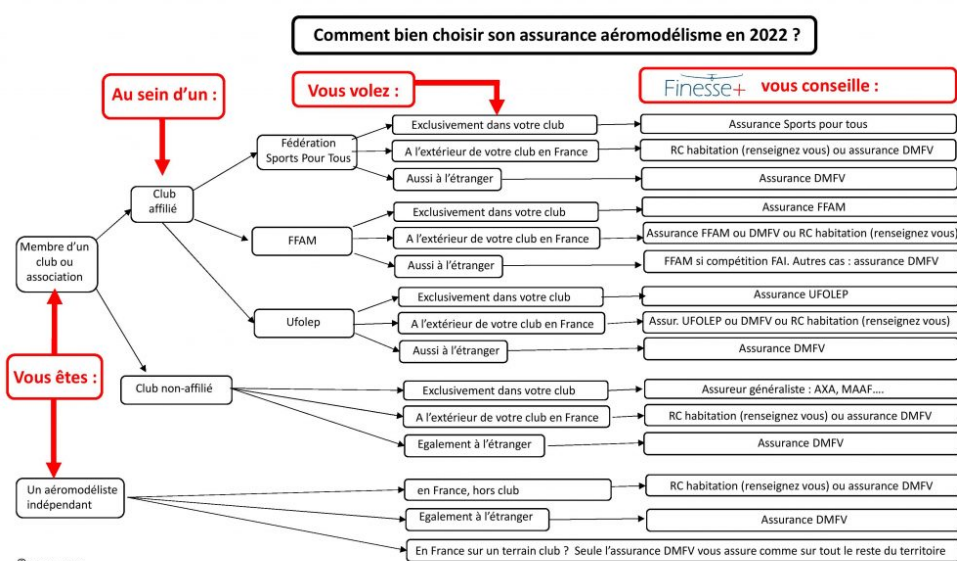 Comment bien choisir son assurance aéromodélisme en 2022 ?
Au sein d'un :
Vous volez :
Finesse+ vous conseille :
Fédération
Sports Pour Tous
Exclusivement dans votre club
Assurance Sports pour tous
A l'extérieur de votre club en France
RC habitation (renseignez vous) ou assurance DMFV
Aussi à l'étranger
Assurance DMFV
Club
affilié
FFAM
Exclusivement dans votre club
Assurance FFAM
A l'extérieur de votre club en France
Assurance FFAM ou DMFV ou RC habitation (renseignez vous)
Aussi à l'étranger
FFAM si compétition FAI. Autres cas : assurance DMFV
Membre d'un
club ou
association
Ufolep
Exclusivement dans votre club
Assurance UFOLEP
A l'extérieur de votre club en France
Assur. UFOLEP ou DMFV ou RC habitation (renseignez vous)
Aussi à l'étranger
Assurance DMFV
Vous êtes :
Club non-affilié
Exclusivement dans votre club
Assureur généraliste : AXA, MAAF....
A l'extérieur de votre club en France
RC habitation (renseignez vous) ou assurance DMFV
Egalement à l'étranger
Assurance DMFV
Un aéromodéliste
indépendant
en France, hors club
RC habitation (renseignez vous) ou assurance DMFV
Egalement à l'étranger
Assurance DMFV
En France sur un terrain club ? Seule l'assurance DMFV vous assure comme sur tout le reste du territoire